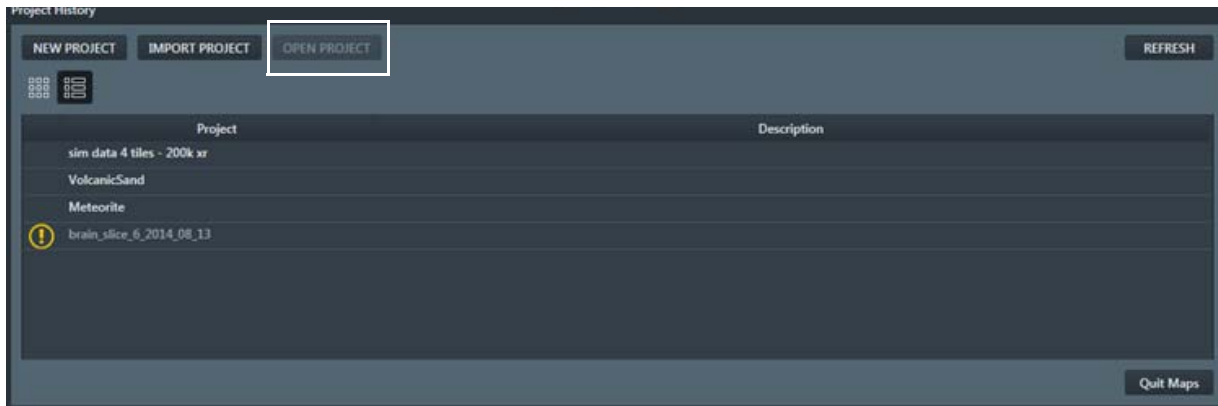 Project History
NEW PROJECT IMPORT PROJECT OPEN PROJECT REFRESH
Project Description
sim data 4 tiles - 200k xr
VolcanicSand
Meteorite
brain_slice_6_2014_08_13
Quit Maps